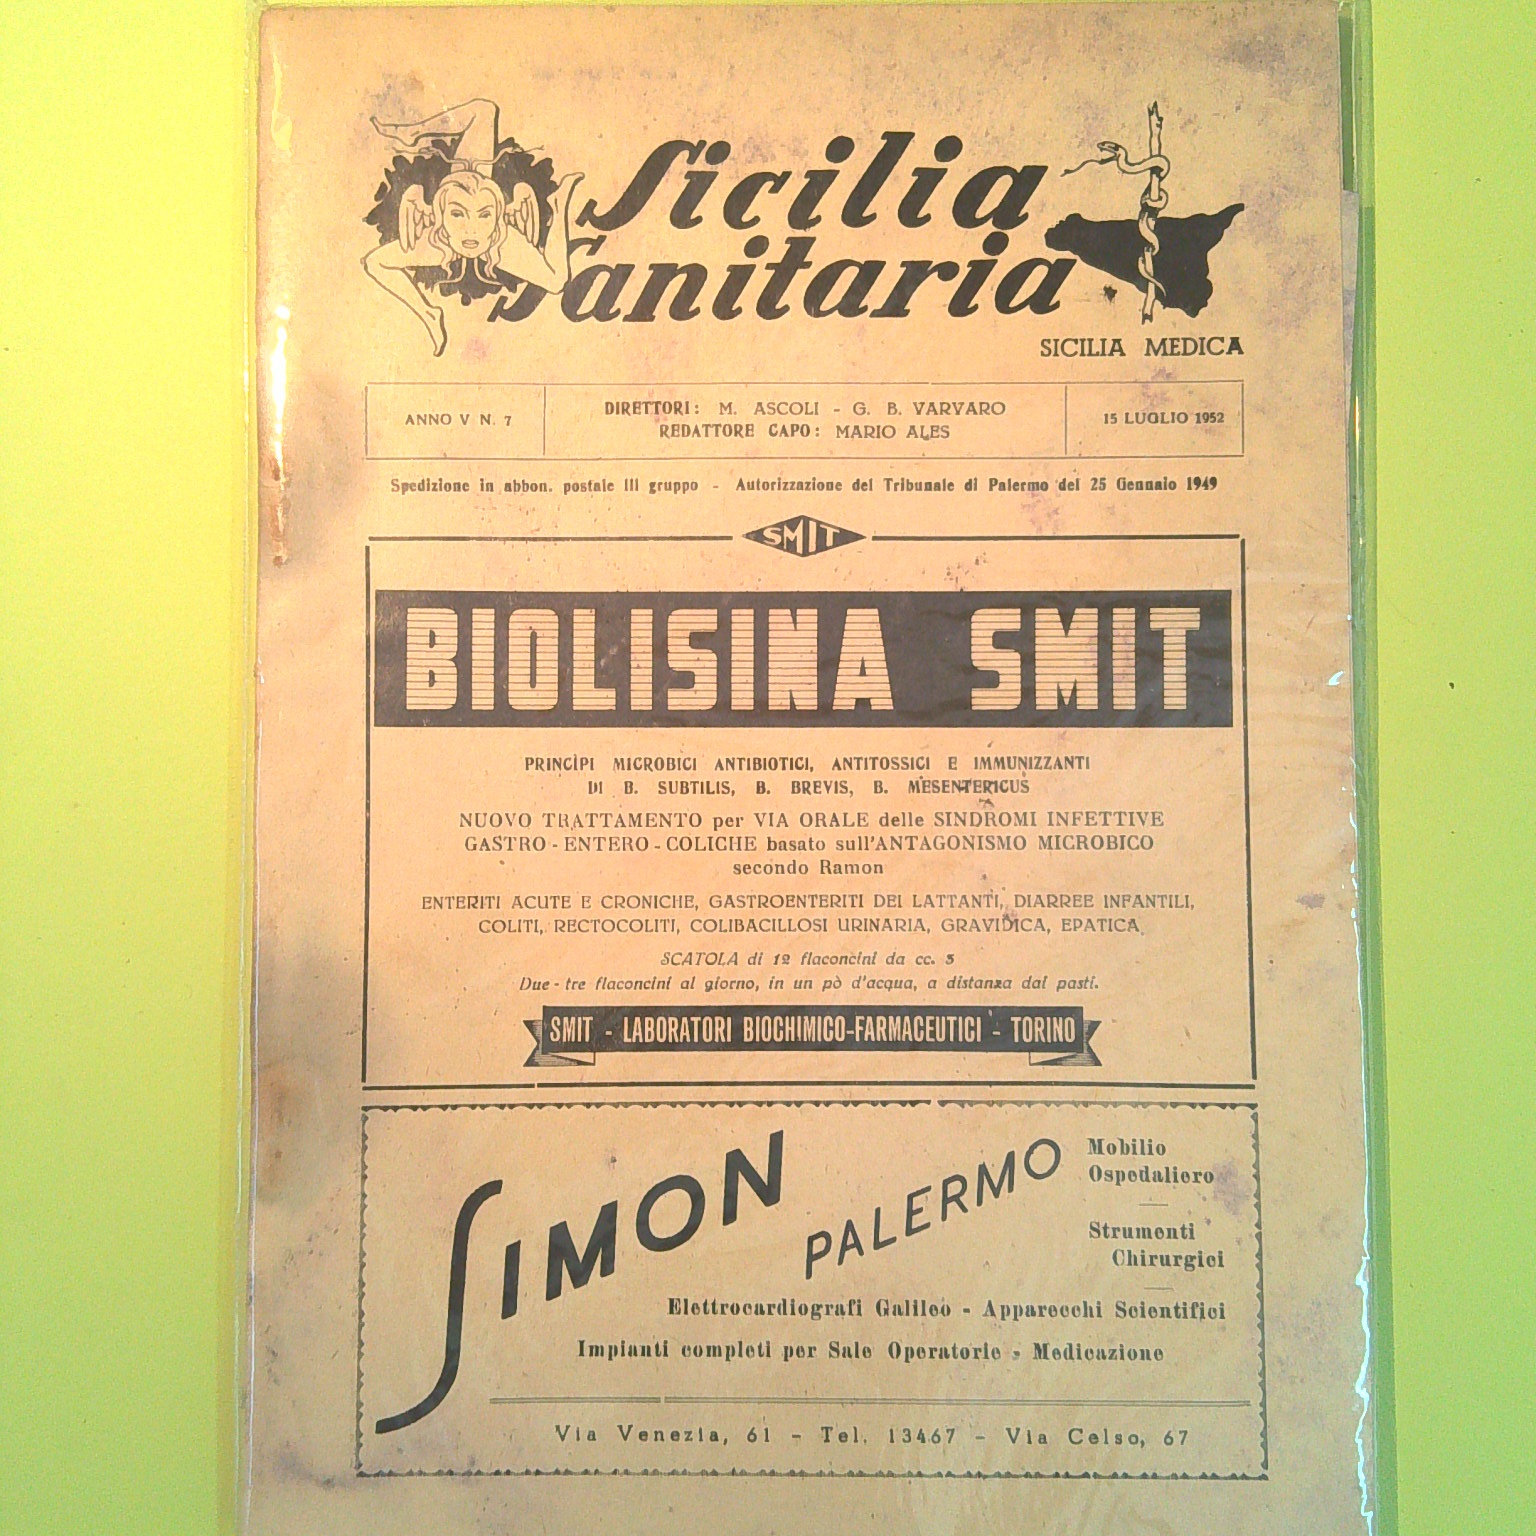 Sicilia
Sanitaria
SICILIA MEDICA
ANNO V N. 7
DIRETTORI: M. ASCOLI - G. B. VARVARO
REDATTORE CAPO: MARIO ALES
15 LUGLIO 1952
Spedizione in abbon. postale III gruppo - Autorizzazione del Tribunale di Palermo del 25 Gennaio 1949
SMIT
BIOLISINA SMIT
PRINCÌPI MICROBICI ANTIBIOTICI, ANTITOSSICI E IMMUNIZZANTI
DI B. SUBTILIS, B. BREVIS, B. MESENTERICUS
NUOVO TRATTAMENTO per VIA ORALE delle SINDROMI INFETTIVE
GASTRO - ENTERO - COLICHE basato sull'ANTAGONISMO MICROBICO
secondo Ramon
ENTERITI ACUTE E CRONICHE, GASTROENTERITI DEI LATTANTI, DIARREE INFANTILI,
COLITI, RECTOCOLITI, COLIBACILLOSI URINARIA, GRAVIDICA, EPATICA.
SCATOLA di 12 flaconcini da cc. 5
Due - tre flaconcini al giorno, in un pò d'acqua, a distanza dai pasti.
SMIT - LABORATORI BIOCHIMICO-FARMACEUTICI - TORINO
SIMON
PALERMO
Mobilio
Ospedaliero
Strumenti
Chirurgici
Elettrocardiografi Galileo - Apparecchi Scientifici
Impianti completi per Sale Operatorie - Medicazione
Via Venezia, 61 - Tel. 13467 - Via Celso, 67